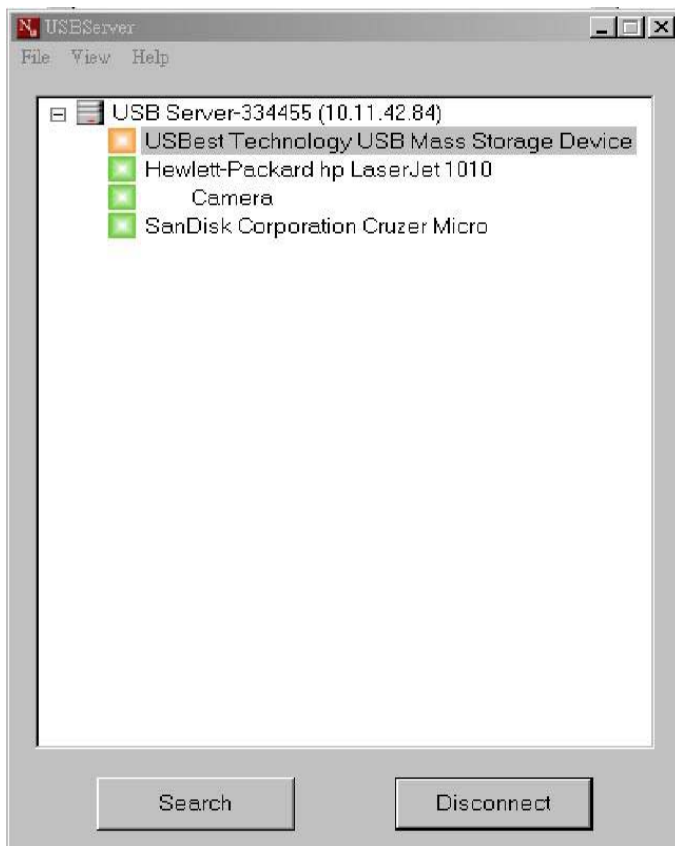 USBServer
File View Help
USB Server-334455 (10.11.42.84)
USBest Technology USB Mass Storage Device
Hewlett-Packard hp LaserJet 1010
Camera
SanDisk Corporation Cruzer Micro
Search Disconnect